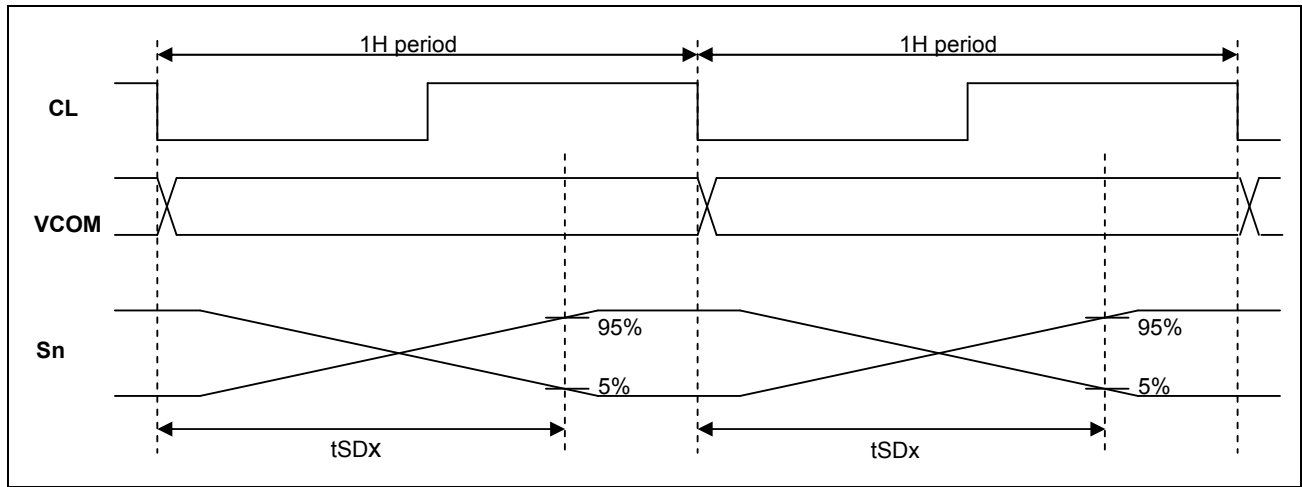 1H period 1H period
CL
VCOM
95% 95%
Sn
5% 5%
tSDx tSDx